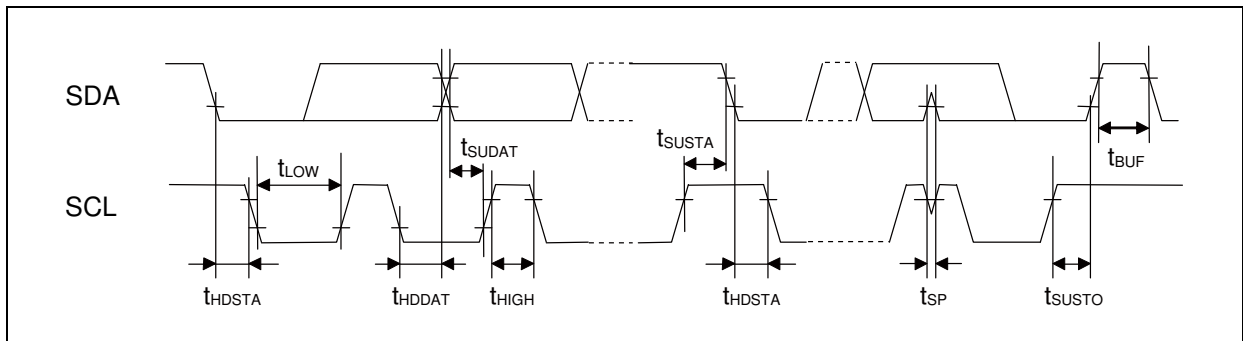 SDA
tSUSTA
tSUDAT
tBUF
tLOW
SCL
tHDSTA
tHDDAT
tHIGH
tHDSTA
tSP
tSUSTO